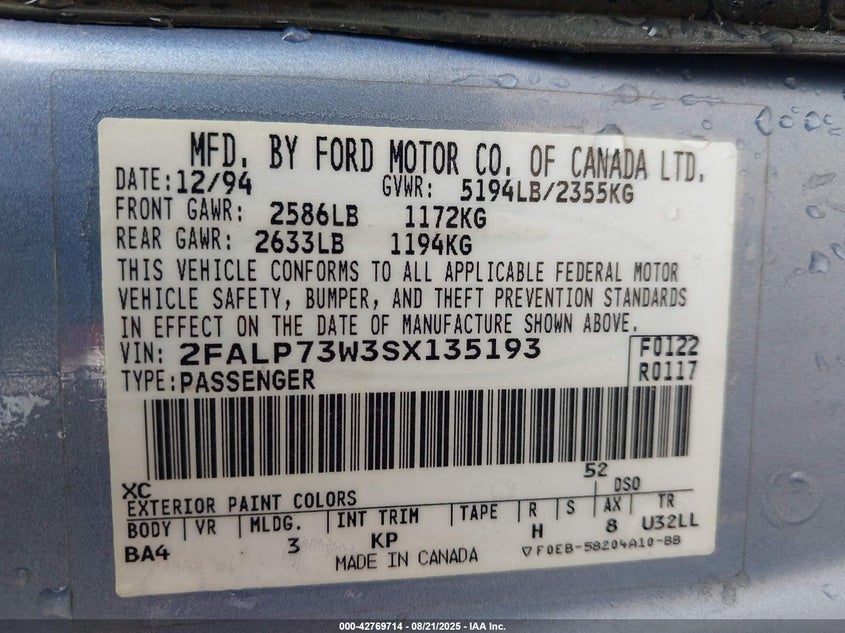 MFD. BY FORD MOTOR CO. OF CANADA LTD.
DATE: 12/94 GVWR: 5194LB/2355KG
FRONT GAWR: 2586LB 1172KG
REAR GAWR: 2633LB 1194KG
THIS VEHICLE CONFORMS TO ALL APPLICABLE FEDERAL MOTOR
VEHICLE SAFETY, BUMPER, AND THEFT PREVENTION STANDARDS
IN EFFECT ON THE DATE OF MANUFACTURE SHOWN ABOVE.
VIN: 2FALP73W3SX135193 F0122
TYPE: PASSENGER R0117
XC 52
EXTERIOR PAINT COLORS DSO
BODY VR MLDG. INT TRIM TAPE R S AX TR
BA4 3 KP H 8 U32LL
MADE IN CANADA ▽F0EB-58204A10-BB
000-42769714 - 08/21/2025 - IAA Inc.